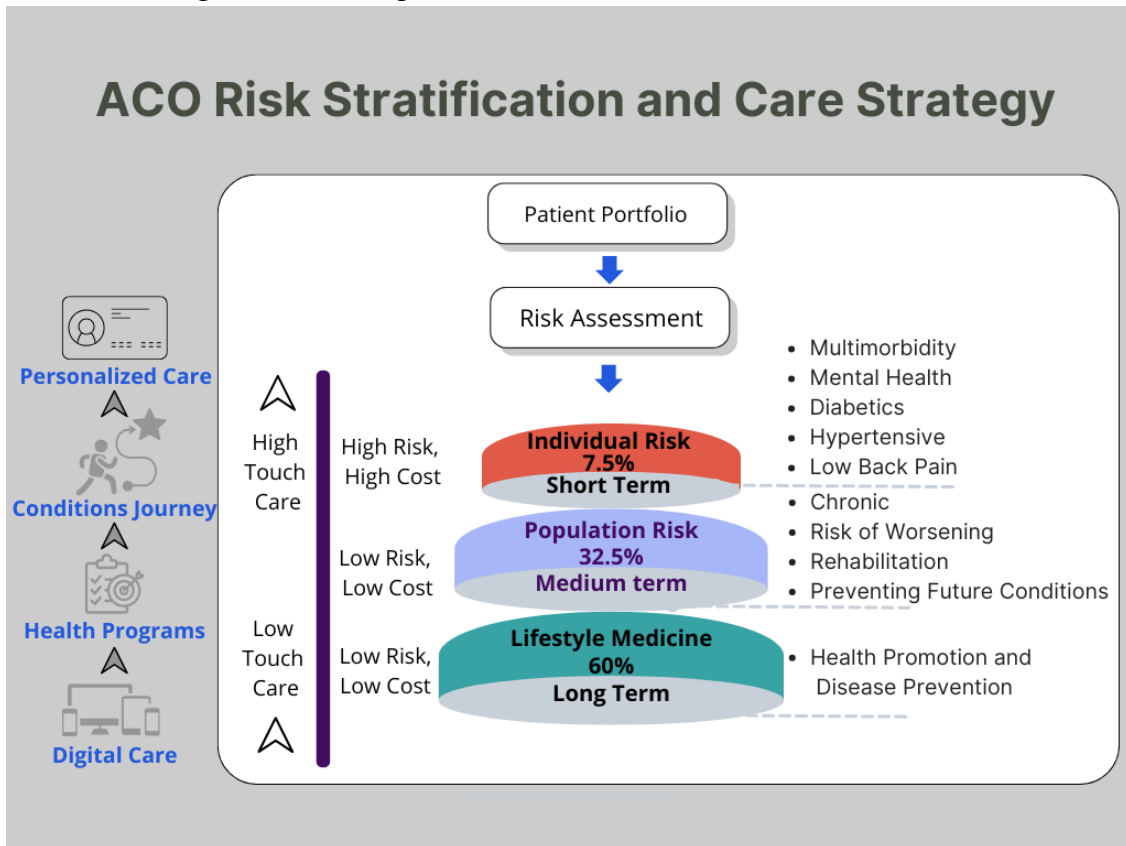 ACO Risk Stratification and Care Strategy
Patient Portfolio
Risk Assessment
Personalized Care
Conditions Journey
Health Programs
Digital Care
High
Touch
Care
Low
Touch
Care
High Risk,
High Cost
Low Risk,
Low Cost
Low Risk,
Low Cost
Individual Risk
7.5%
Short Term
Population Risk
32.5%
Medium term
Lifestyle Medicine
60%
Long Term
• Multimorbidity
• Mental Health
• Diabetics
• Hypertensive
• Low Back Pain
• Chronic
• Risk of Worsening
• Rehabilitation
• Preventing Future Conditions
• Health Promotion and
Disease Prevention